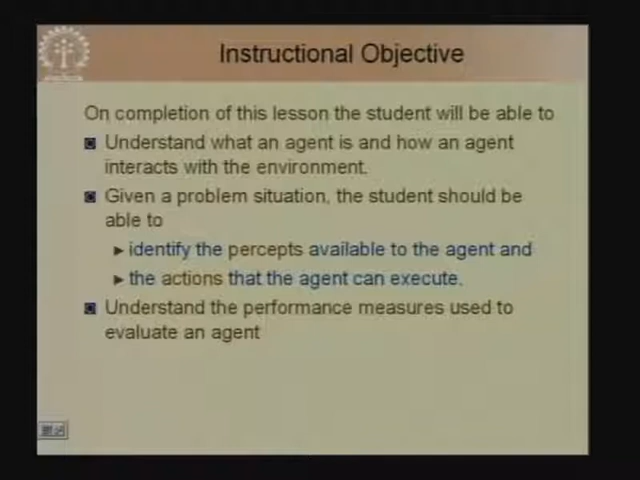 Instructional Objective
On completion of this lesson the student will be able to
Understand what an agent is and how an agent
interacts with the environment.
Given a problem situation, the student should be
able to
identify the percepts available to the agent and
the actions that the agent can execute.
Understand the performance measures used to
evaluate an agent